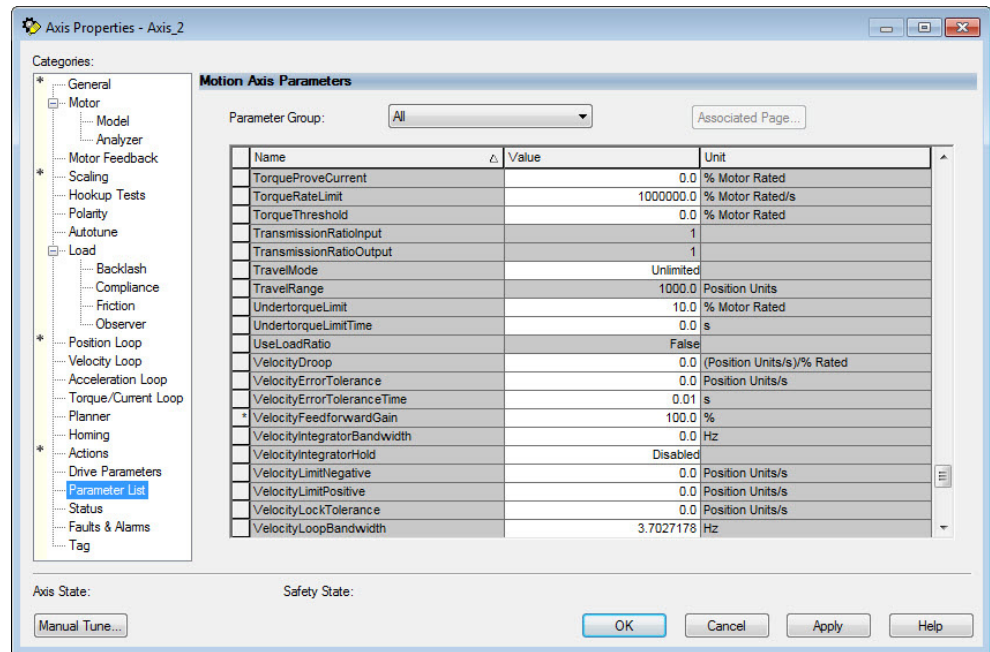 Axis Properties - Axis_2
Categories:
* General
Motor
Model
Analyzer
Motor Feedback
* Scaling
Hookup Tests
Polarity
Autotune
Load
Backlash
Compliance
Friction
Observer
* Position Loop
Velocity Loop
Acceleration Loop
Torque/Current Loop
Planner
Homing
* Actions
Drive Parameters
Parameter List
Status
Faults & Alarms
Tag
Motion Axis Parameters
Parameter Group: All Associated Page...
Name Value Unit
TorqueProveCurrent 0.0 % Motor Rated
TorqueRateLimit 1000000.0 % Motor Rated/s
TorqueThreshold 0.0 % Motor Rated
TransmissionRatioInput 1
TransmissionRatioOutput 1
TravelMode Unlimited
TravelRange 1000.0 Position Units
UndertorqueLimit 10.0 % Motor Rated
UndertorqueLimitTime 0.0 s
UseLoadRatio False
VelocityDroop 0.0 (Position Units/s)/% Rated
VelocityErrorTolerance 0.0 Position Units/s
VelocityErrorToleranceTime 0.01 s
* VelocityFeedforwardGain 100.0 %
VelocityIntegratorBandwidth 0.0 Hz
VelocityIntegratorHold Disabled
VelocityLimitNegative 0.0 Position Units/s
VelocityLimitPositive 0.0 Position Units/s
VelocityLockTolerance 0.0 Position Units/s
VelocityLoopBandwidth 3.7027178 Hz
Axis State: Safety State:
Manual Tune... OK Cancel Apply Help